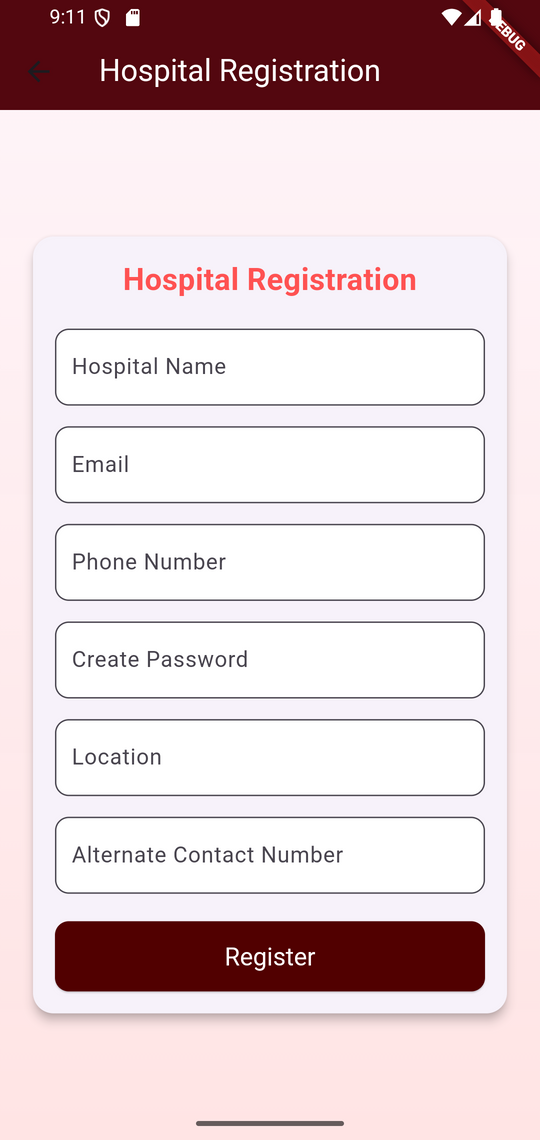 9:11
DEBUG
Hospital Registration
Hospital Registration
Hospital Name
Email
Phone Number
Create Password
Location
Alternate Contact Number
Register